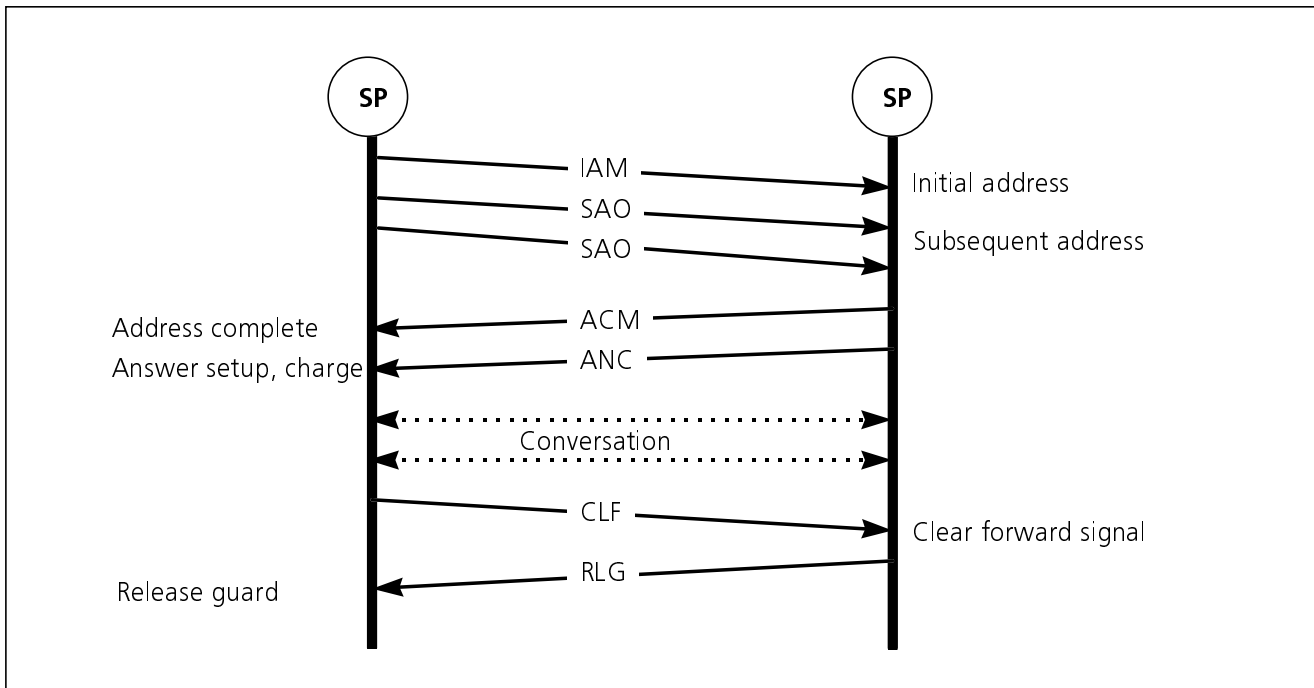 SP SP
IAM
Initial address
SAO
Subsequent address
SAO
ACM
Address complete
ANC
Answer setup, charge
Conversation
CLF
Clear forward signal
RLG
Release guard